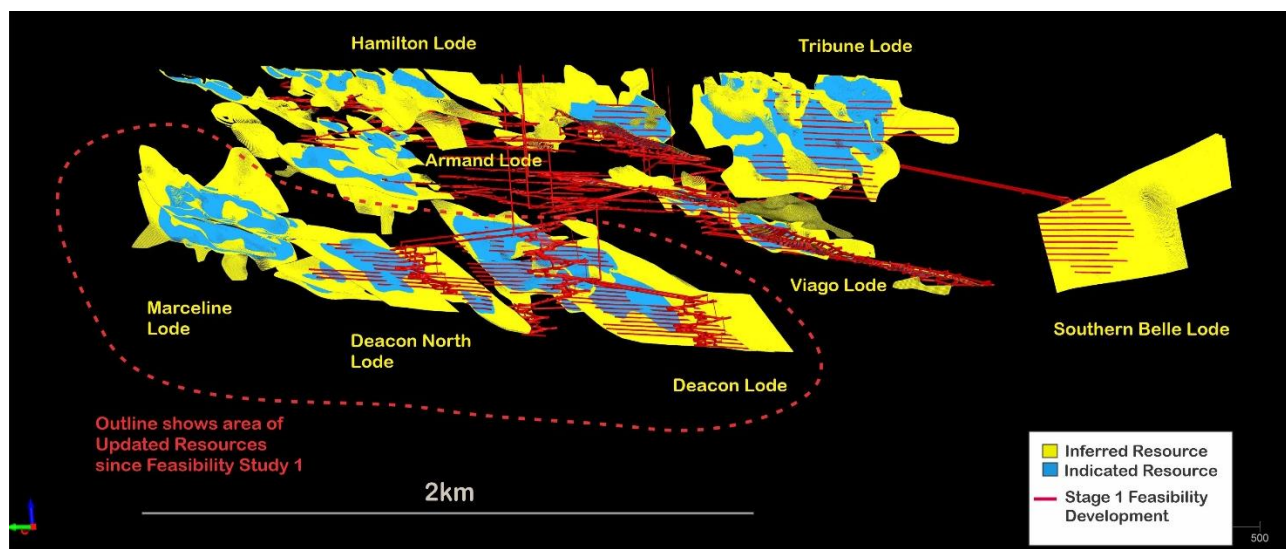 Hamilton Lode
Tribune Lode
Armand Lode
Marceline
Lode
Deacon North
Lode
Viago Lode
Southern Belle Lode
Deacon Lode
Outline shows area of
Updated Resources
since Feasibility Study 1
2km
Inferred Resource
Indicated Resource
Stage 1 Feasibility
Development
500